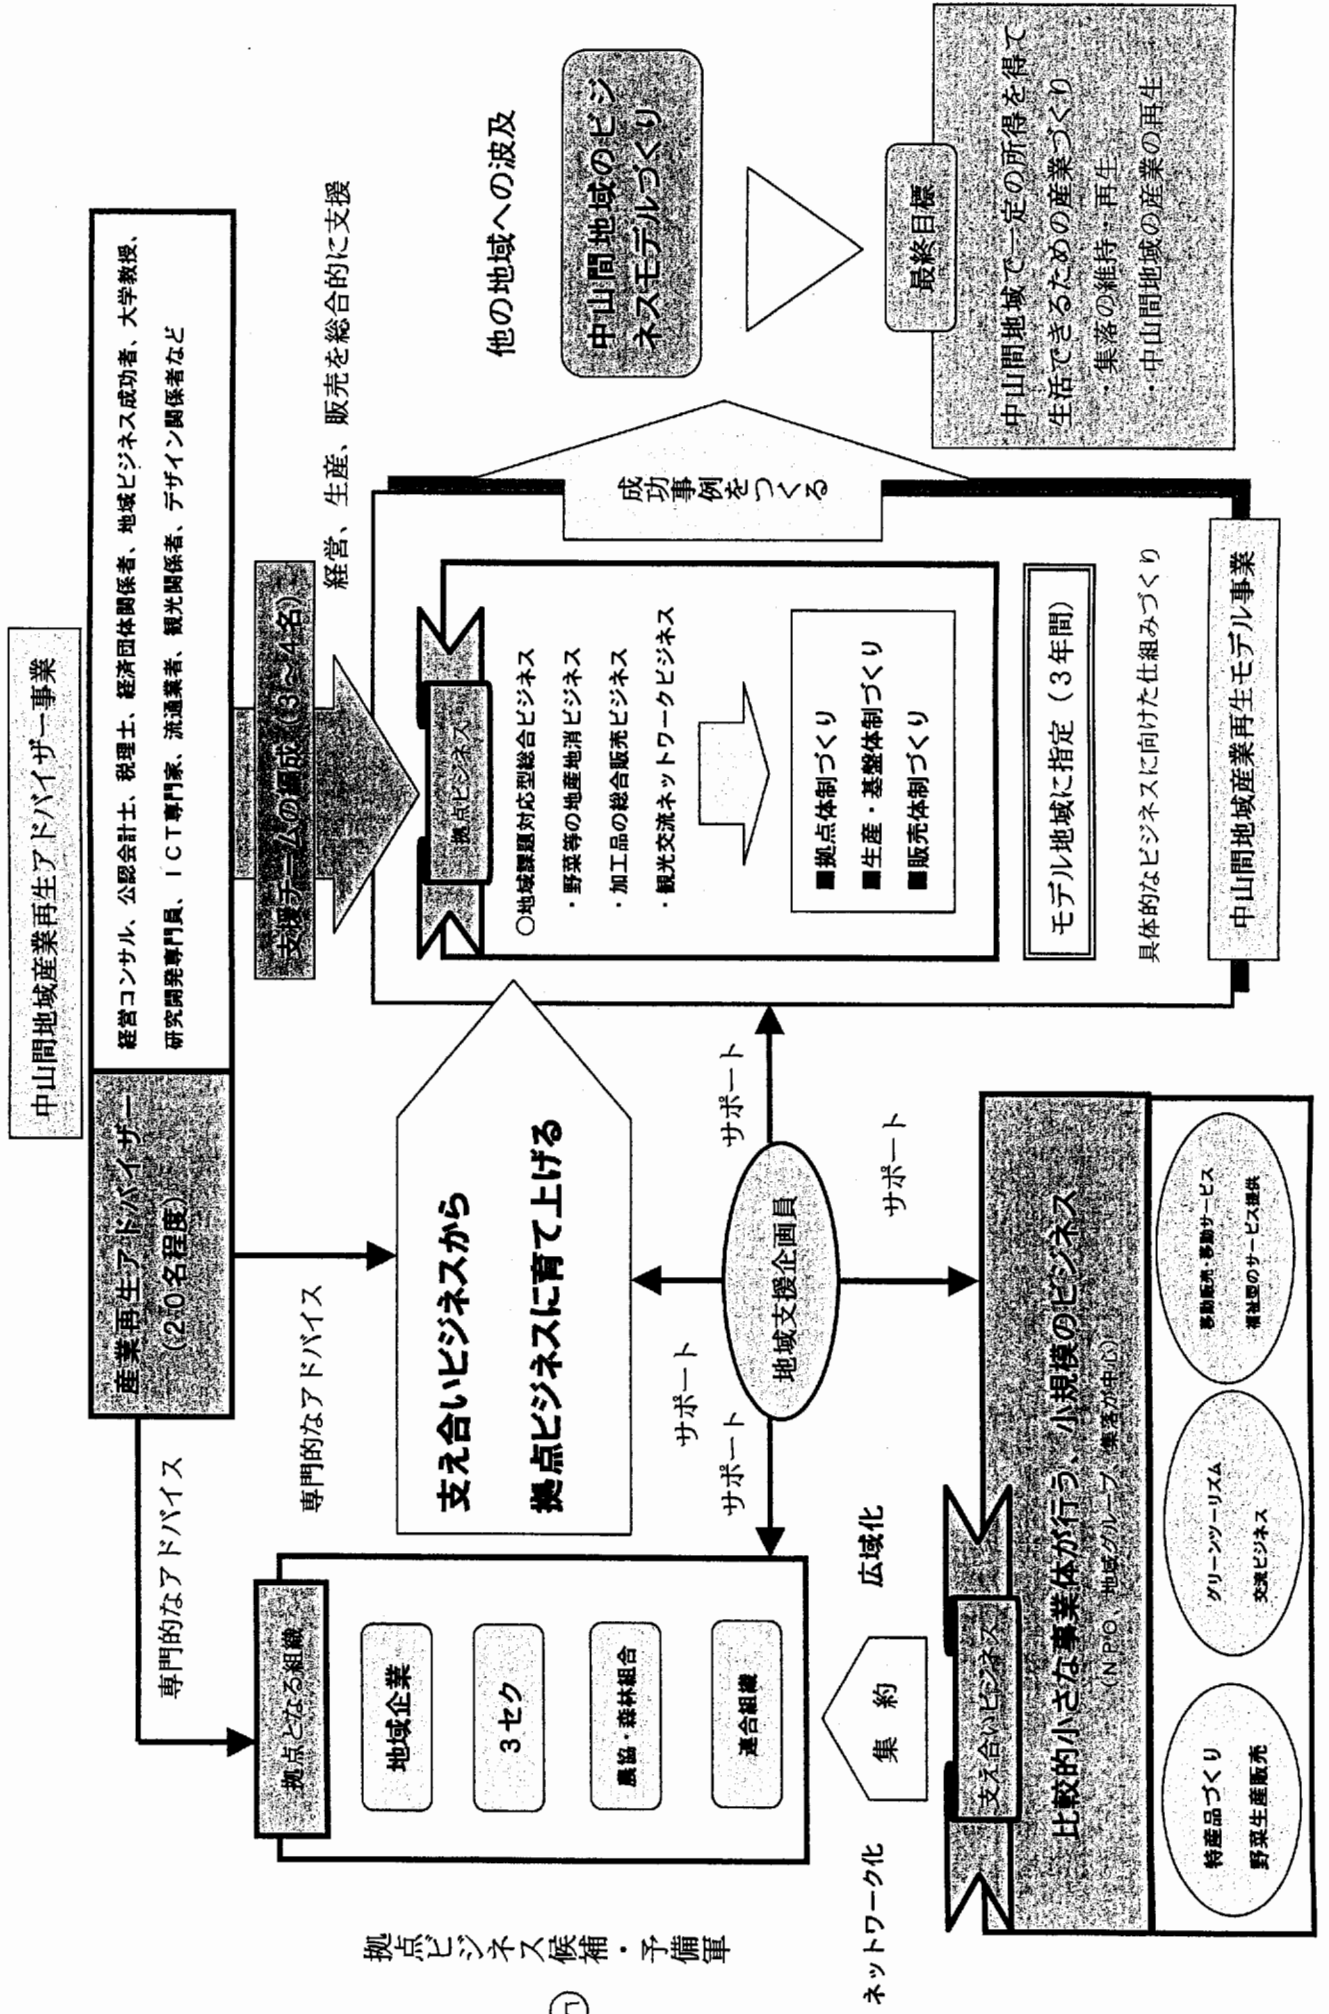 中山間地域産業再生アドバイザー事業
産業再生アドバイザー
（20名程度）
経営コンサル、公認会計士、税理士、経済団体関係者、地域ビジネス成功者、大学教授、
研究開発専門員、ＩＣＴ専門家、流通業者、観光関係者、デザイン関係者など
専門的なアドバイス
専門的なアドバイス
支援チームの編成（3～4名）
経営、生産、販売を総合的に支援
拠点ビジネス候補・予備軍
拠点となる組織
地域企業
3セク
農協・森林組合
連合組織
支え合いビジネスから
拠点ビジネスに育て上げる
拠点ビジネス
○地域課題対応型総合ビジネス
・野菜等の地産地消ビジネス
・加工品の総合販売ビジネス
・観光交流ネットワークビジネス
■拠点体制づくり
■生産・基盤体制づくり
■販売体制づくり
モデル地域に指定（３年間）
具体的なビジネスに向けた仕組みづくり
中山間地域産業再生モデル事業
成功事例をつくる
他の地域への波及
中山間地域のビジ
ネスモデルづくり
最終目標
中山間地域で一定の所得を得て
生活できるための産業づくり
・集落の維持・再生
・中山間地域の産業の再生
サポート
サポート
サポート
サポート
地域支援企画員
ネットワーク化
集約
広域化
支え合いビジネス
比較的小さな事業体が行う、小規模のビジネス
（ＮＰＯ、地域グループ、集落が中心）
特産品づくり
野菜生産販売
グリーンツーリズム
交流ビジネス
移動販売・移動サービス
福祉型のサービス提供